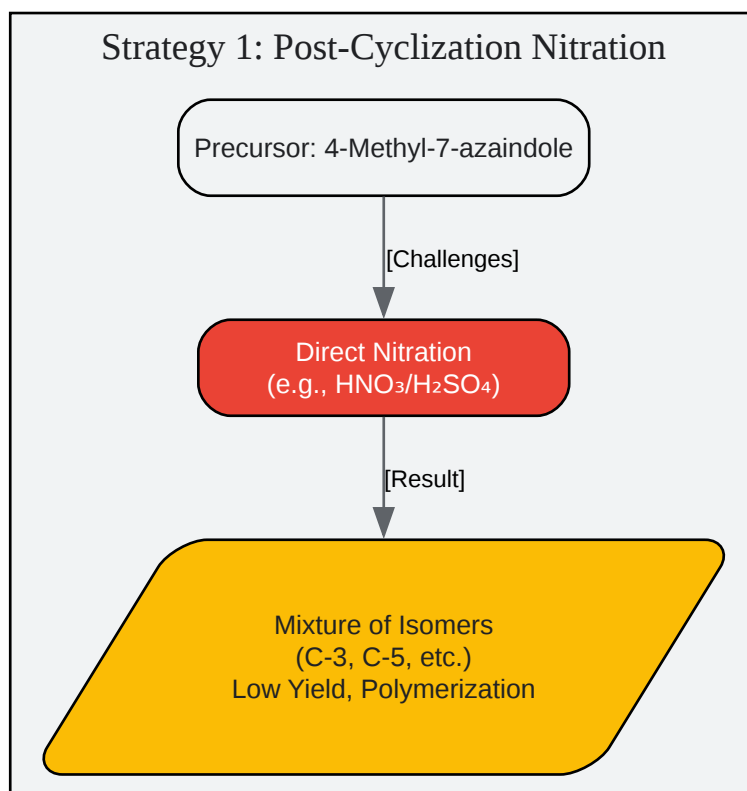 Strategy 1: Post-Cyclization Nitration
Precursor: 4-Methyl-7-azaindole
[Challenges]
Direct Nitration
(e.g., HNO₃/H₂SO₄)
[Result]
Mixture of Isomers
(C-3, C-5, etc.)
Low Yield, Polymerization